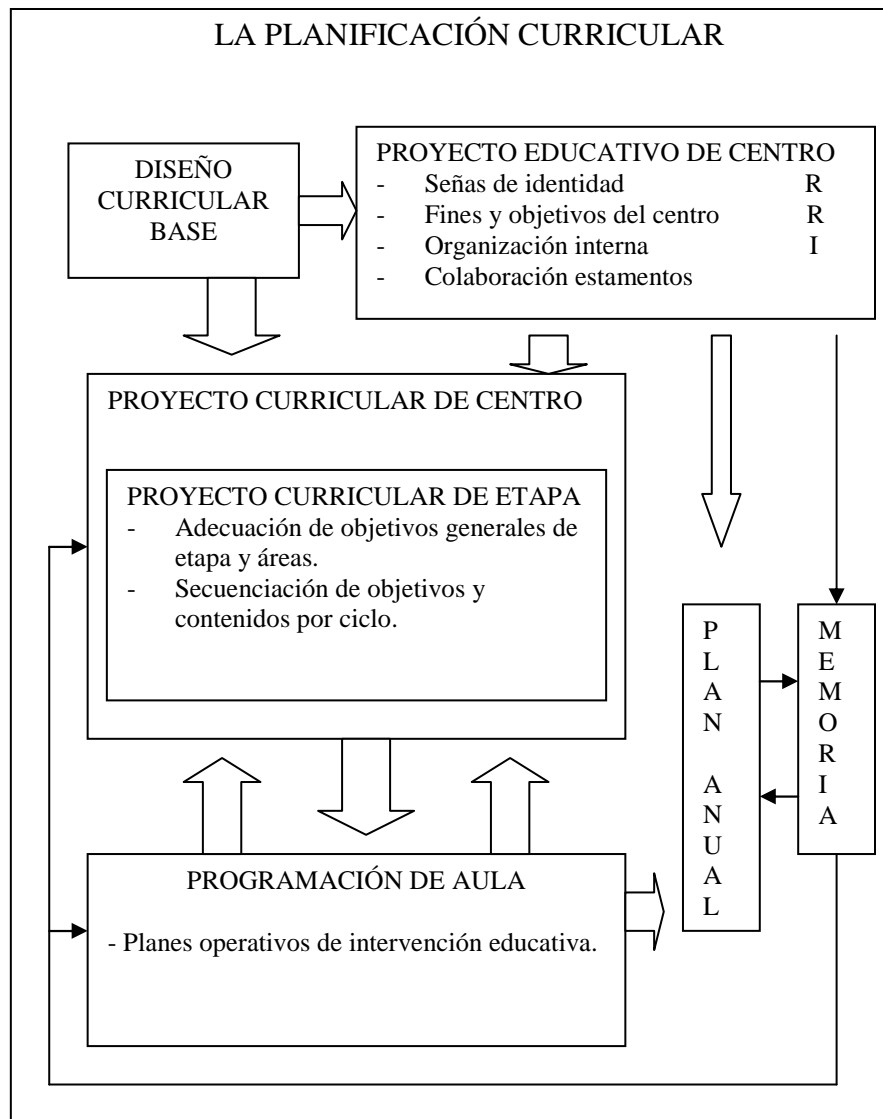 LA PLANIFICACIÓN CURRICULAR
DISEÑO
CURRICULAR
BASE
PROYECTO EDUCATIVO DE CENTRO
- Señas de identidad R
- Fines y objetivos del centro R
- Organización interna I
- Colaboración estamentos
PROYECTO CURRICULAR DE CENTRO
PROYECTO CURRICULAR DE ETAPA
- Adecuación de objetivos generales de
etapa y áreas.
- Secuenciación de objetivos y
contenidos por ciclo.
P
L
A
N
A
N
U
A
L
M
E
M
O
R
I
A
PROGRAMACIÓN DE AULA
- Planes operativos de intervención educativa.